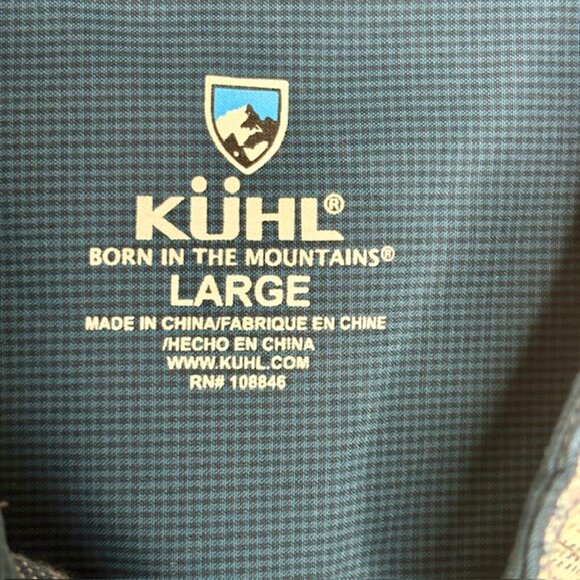 KÜHL®
BORN IN THE MOUNTAINS®
LARGE
MADE IN CHINA/FABRIQUE EN CHINE
/HECHO EN CHINA
WWW.KUHL.COM
RN# 108846